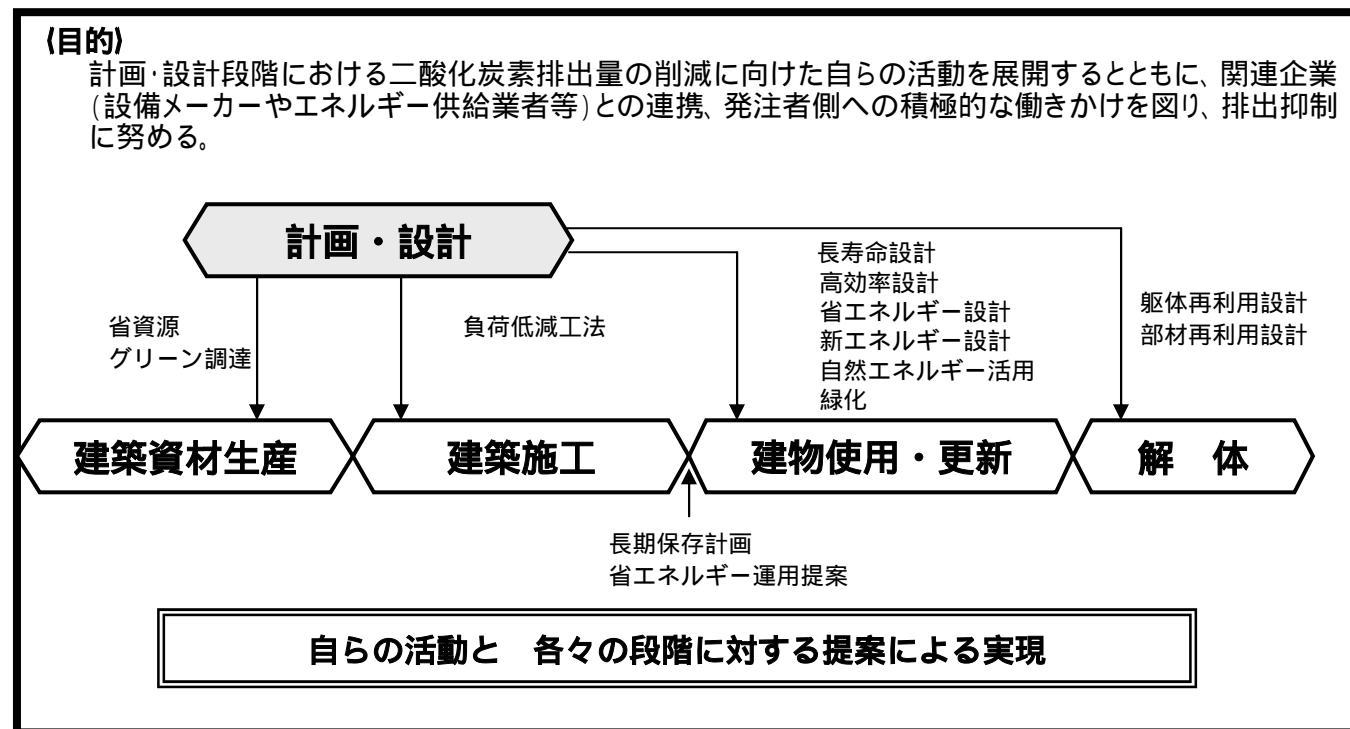 ⟨目的⟩
計画・設計段階における二酸化炭素排出量の削減に向けた自らの活動を展開するとともに、関連企業
(設備メーカーやエネルギー供給業者等)との連携、発注者側への積極的な働きかけを図り、排出抑制
に努める。
計画・設計
省資源
グリーン調達
負荷低減工法
長寿命設計
高効率設計
省エネルギー設計
新エネルギー設計
自然エネルギー活用
緑化
躯体再利用設計
部材再利用設計
建築資材生産
建築施工
建物使用・更新
解　体
長期保存計画
省エネルギー運用提案
自らの活動と　各々の段階に対する提案による実現